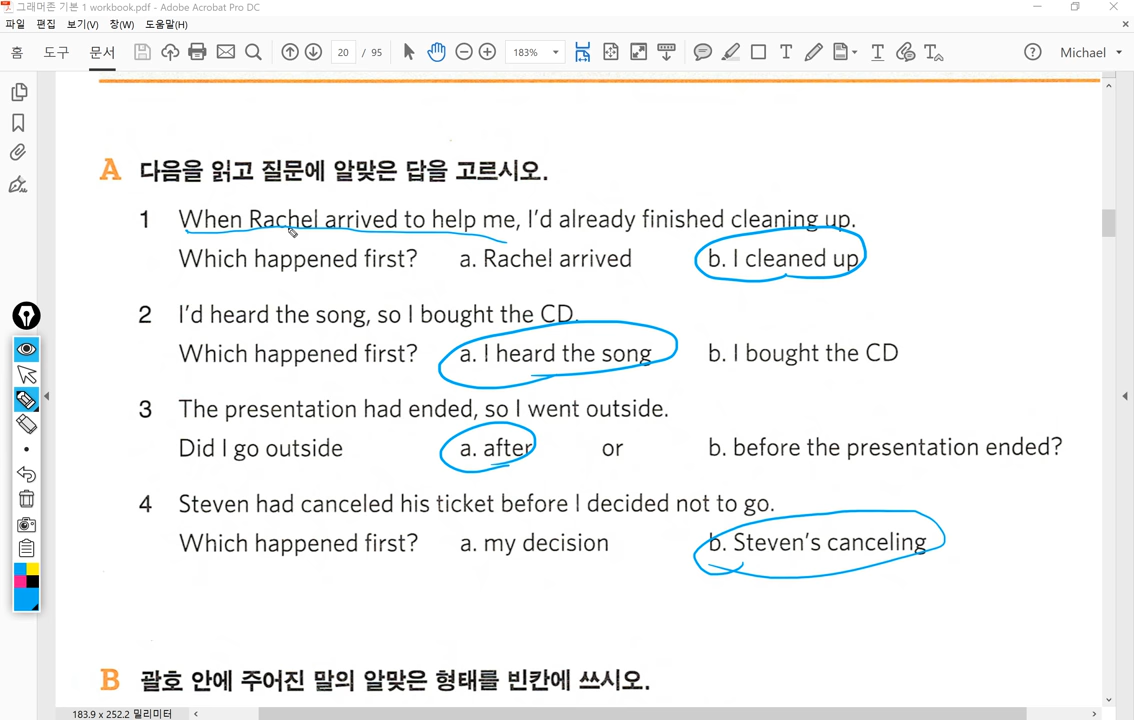 그래머존 기본 1 workbook.pdf - Adobe Acrobat Pro DC
파일 편집 보기(V) 창(W) 도움말(H)
홈 도구 문서 20 / 95 183% Michael
A 다음을 읽고 질문에 알맞은 답을 고르시오.
1 When Rachel arrived to help me, I'd already finished cleaning up.
Which happened first? a. Rachel arrived b. I cleaned up
2 I'd heard the song, so I bought the CD.
Which happened first? a. I heard the song b. I bought the CD
3 The presentation had ended, so I went outside.
Did I go outside a. after or b. before the presentation ended?
4 Steven had canceled his ticket before I decided not to go.
Which happened first? a. my decision b. Steven's canceling
B 괄호 안에 주어진 말의 알맞은 형태를 빈칸에 쓰시오.
183.9 x 252.2 밀리미터